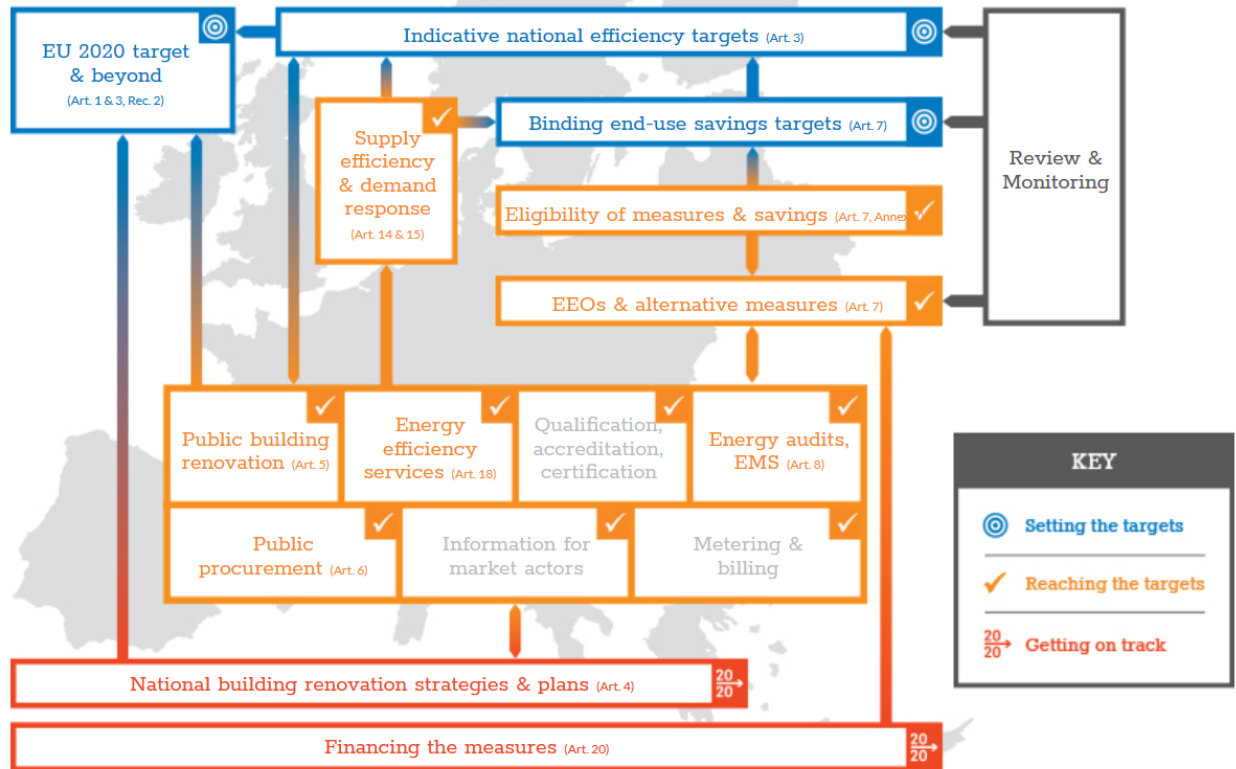 EU 2020 target
& beyond
(Art. 1 & 3, Rec. 2)
Indicative national efficiency targets (Art. 3)
Supply
efficiency
& demand
response
(Art. 14 & 15)
Binding end-use savings targets (Art. 7)
Eligibility of measures & savings (Art. 7, Anne
EEOs & alternative measures (Art. 7)
Review &
Monitoring
Public building
renovation (Art. 5)
Energy
efficiency
services (Art. 18)
Qualification,
accreditation,
certification
Energy audits,
EMS (Art. 8)
Public
procurement (Art. 6)
Information for
market actors
Metering &
billing
National building renovation strategies & plans (Art. 4)
20
20
Financing the measures (Art. 20)
20
20
KEY
Setting the targets
Reaching the targets
20
20
Getting on track